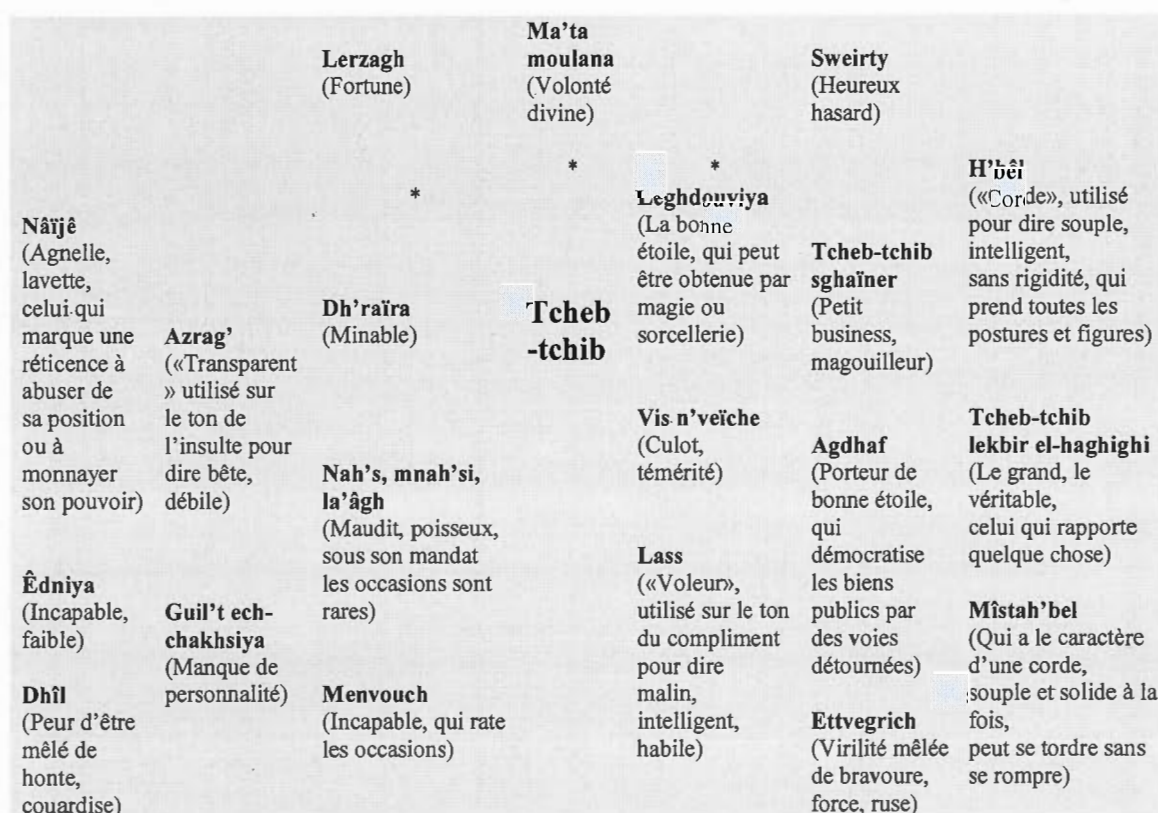 Ma’ta
moulana
(Volonté
divine)
Lerzagh
(Fortune)
Sweirty
(Heureux
hasard)
*
*
*
Nâïjê
(Agnelle,
lavette,
celui qui
marque une
réticence à
abuser de
sa position
ou à
monnayer
son pouvoir)
Êdniya
(Incapable,
faible)
Dhîl
(Peur d’être
mêlé de
honte,
couardise)
Azrag’
(«Transparent
» utilisé sur
le ton de
l’insulte pour
dire bête,
débile)
Guil’t ech-
chakhsiya
(Manque de
personnalité)
Dh’raïra
(Minable)
Nah’s, mnah’si,
la’âgh
(Maudit, poisseux,
sous son mandat
les occasions sont
rares)
Menvouch
(Incapable, qui rate
les occasions)
Tcheb
-tchib
Leghdouviya
(La bonne
étoile, qui peut
être obtenue par
magie ou
sorcellerie)
Vis n’veïche
(Culot,
témérité)
Lass
(«Voleur»,
utilisé sur le ton
du compliment
pour dire
malin,
intelligent,
habile)
Tcheb-tchib
sghaïner
(Petit
business,
magouilleur)
Agdhaf
(Porteur de
bonne étoile,
qui
démocratise
les biens
publics par
des voies
détournées)
Ettvegrich
(Virilité mêlée
de bravoure,
force, ruse)
H’bêl
(«Corde», utilisé
pour dire souple,
intelligent,
sans rigidité, qui
prend toutes les
postures et figures)
Tcheb-tchib
lekbir el-haghighi
(Le grand, le
véritable,
celui qui rapporte
quelque chose)
Mîstah’bel
(Qui a le caractère
d’une corde,
souple et solide à la
fois,
peut se tordre sans
se rompre)